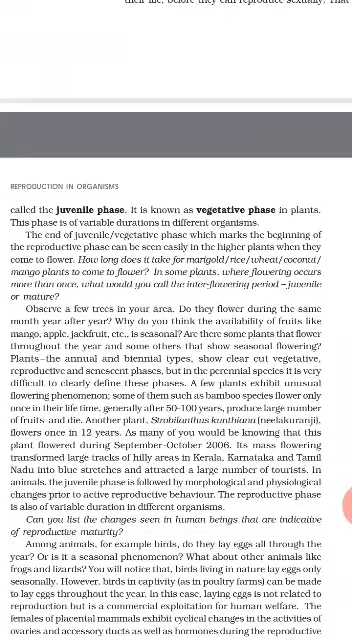 their life, before they can reproduce sexually. That
REPRODUCTION IN ORGANISMS
called the juvenile phase. It is known as vegetative phase in plants.
This phase is of variable durations in different organisms.
The end of juvenile/vegetative phase which marks the beginning of
the reproductive phase can be seen easily in the higher plants when they
come to flower. How long does it take for marigold/rice/wheat/coconut/
mango plants to come to flower? In some plants, where flowering occurs
more than once, what would you call the inter-flowering period – juvenile
or mature?
Observe a few trees in your area. Do they flower during the same
month year after year? Why do you think the availability of fruits like
mango, apple, jackfruit, etc., is seasonal? Are there some plants that flower
throughout the year and some others that show seasonal flowering?
Plants–the annual and biennial types, show clear cut vegetative,
reproductive and senescent phases, but in the perennial species it is very
difficult to clearly define these phases. A few plants exhibit unusual
flowering phenomenon; some of them such as bamboo species flower only
once in their life time, generally after 50-100 years, produce large number
of fruits and die. Another plant, Strobilanthus kunthiana (neelakuranji),
flowers once in 12 years. As many of you would be knowing that this
plant flowered during September-October 2006. Its mass flowering
transformed large tracks of hilly areas in Kerala, Karnataka and Tamil
Nadu into blue stretches and attracted a large number of tourists. In
animals, the juvenile phase is followed by morphological and physiological
changes prior to active reproductive behaviour. The reproductive phase
is also of variable duration in different organisms.
Can you list the changes seen in human beings that are indicative
of reproductive maturity?
Among animals, for example birds, do they lay eggs all through the
year? Or is it a seasonal phenomenon? What about other animals like
frogs and lizards? You will notice that, birds living in nature lay eggs only
seasonally. However, birds in captivity (as in poultry farms) can be made
to lay eggs throughout the year. In this case, laying eggs is not related to
reproduction but is a commercial exploitation for human welfare. The
females of placental mammals exhibit cyclical changes in the activities of
ovaries and accessory ducts as well as hormones during the reproductive